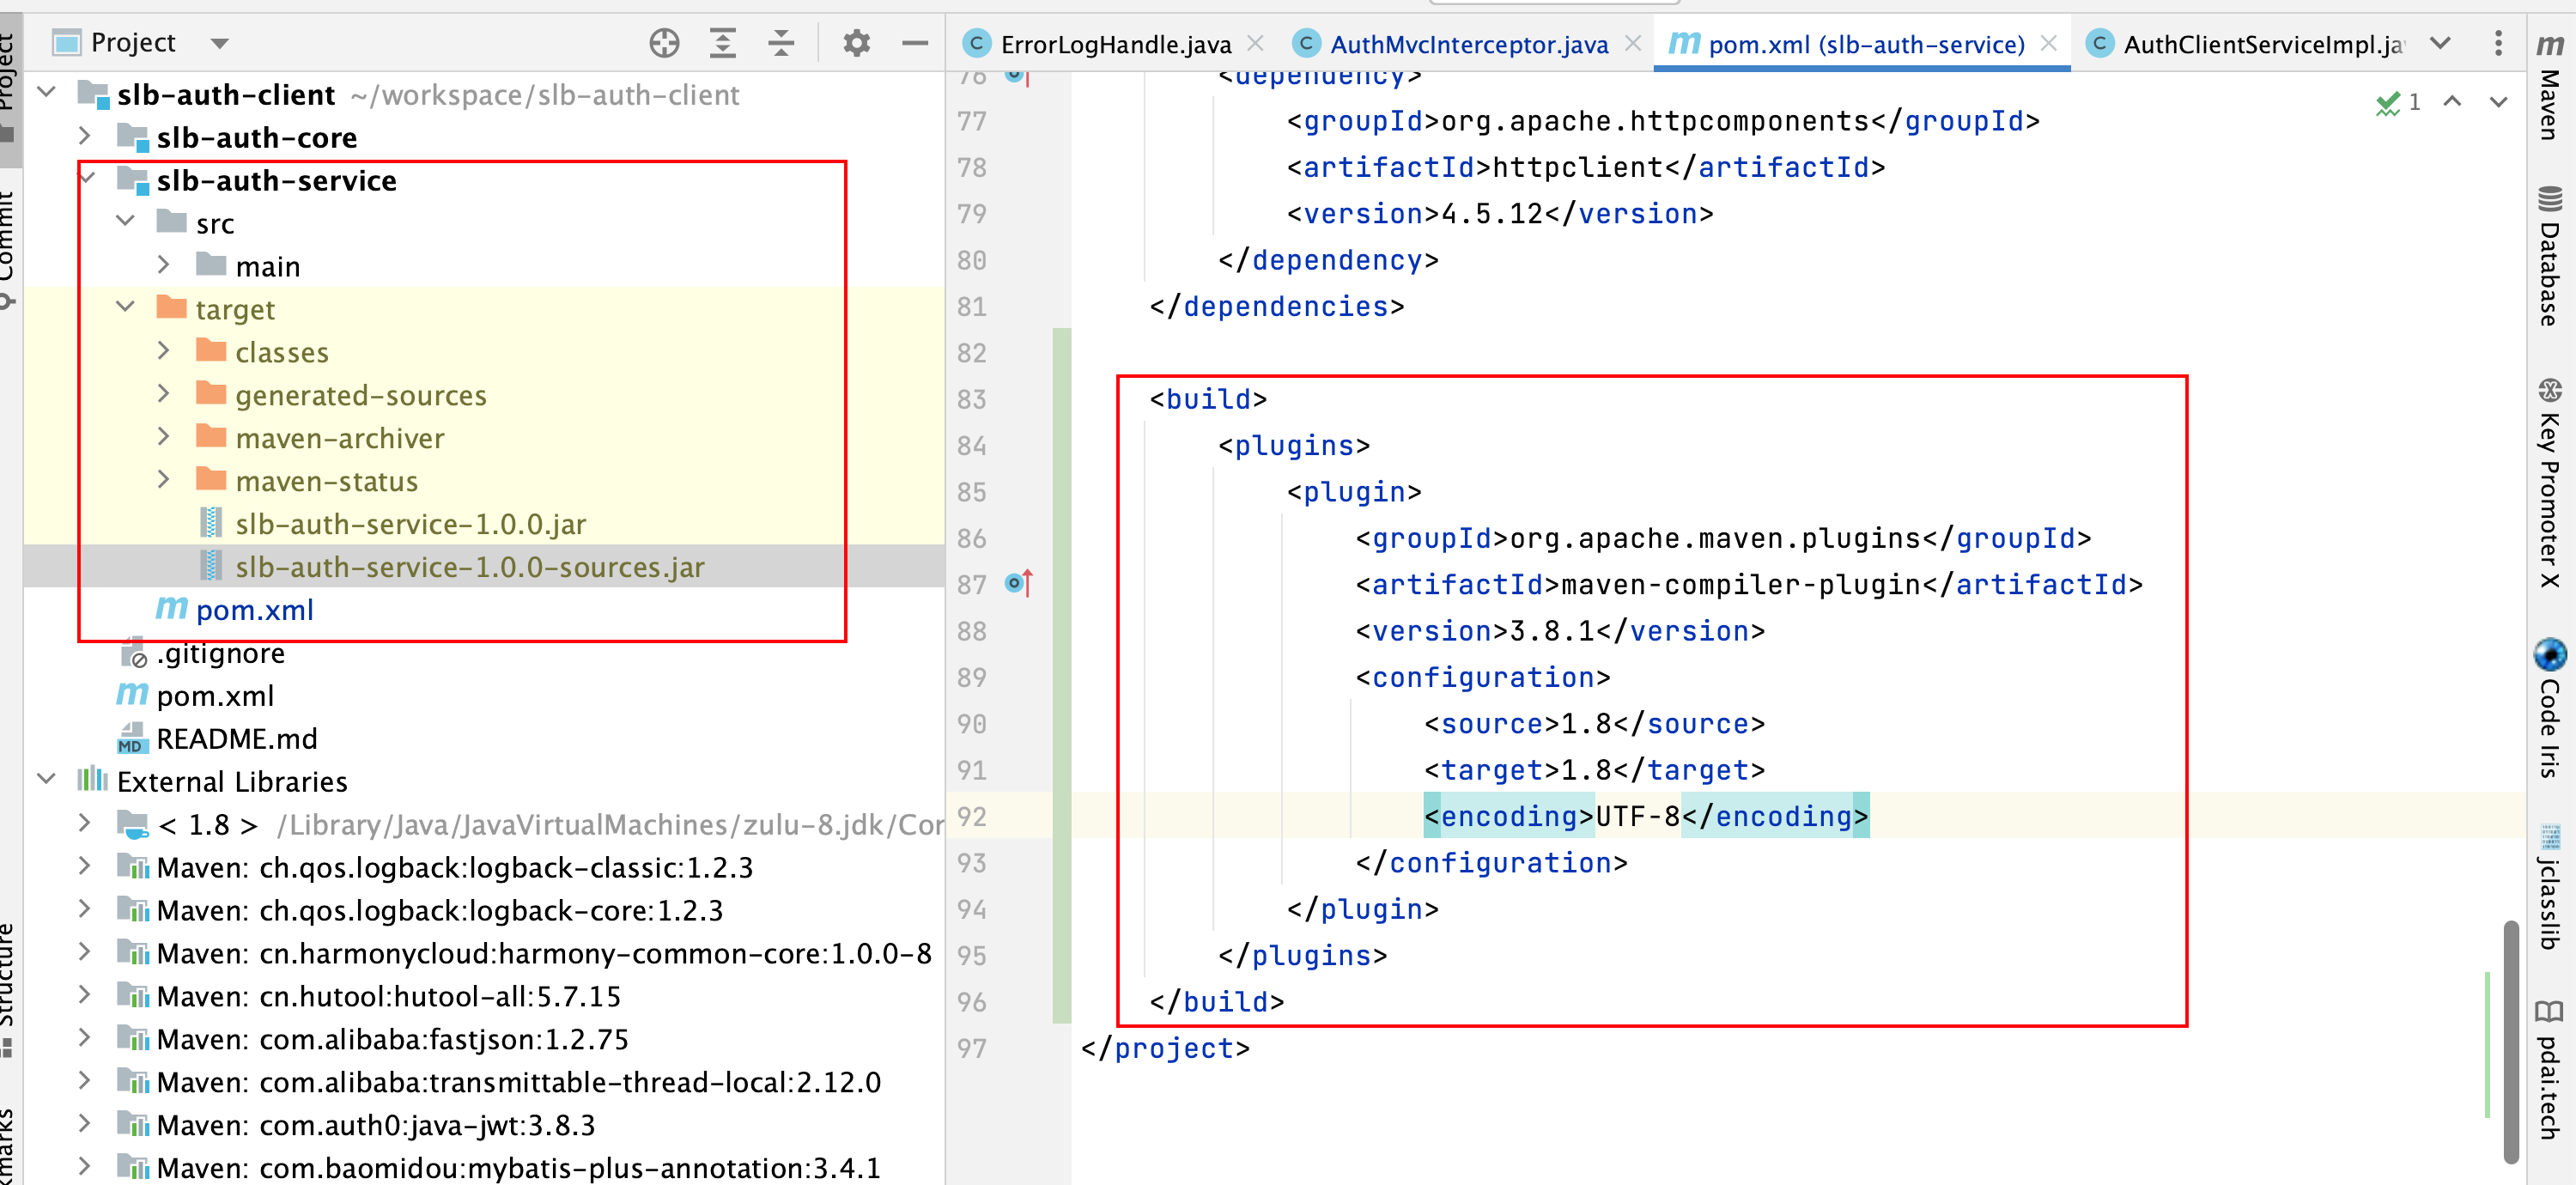 Project
ErrorLogHandle.java
AuthMvcInterceptor.java
pom.xml (slb-auth-service)
AuthClientServiceImpl.ja
Project
Commit
Structure
slb-auth-client ~/workspace/slb-auth-client
slb-auth-core
slb-auth-service
src
main
target
classes
generated-sources
maven-archiver
maven-status
slb-auth-service-1.0.0.jar
slb-auth-service-1.0.0-sources.jar
pom.xml
.gitignore
pom.xml
README.md
External Libraries
< 1.8 > /Library/Java/JavaVirtualMachines/zulu-8.jdk/Cor
Maven: ch.qos.logback:logback-classic:1.2.3
Maven: ch.qos.logback:logback-core:1.2.3
Maven: cn.harmonycloud:harmony-common-core:1.0.0-8
Maven: cn.hutool:hutool-all:5.7.15
Maven: com.alibaba:fastjson:1.2.75
Maven: com.alibaba:transmittable-thread-local:2.12.0
Maven: com.auth0:java-jwt:3.8.3
Maven: com.baomidou:mybatis-plus-annotation:3.4.1
76 <dependency>
77 <groupId>org.apache.httpcomponents</groupId>
78 <artifactId>httpclient</artifactId>
79 <version>4.5.12</version>
80 </dependency>
81 </dependencies>
82
83 <build>
84 <plugins>
85 <plugin>
86 <groupId>org.apache.maven.plugins</groupId>
87 <artifactId>maven-compiler-plugin</artifactId>
88 <version>3.8.1</version>
89 <configuration>
90 <source>1.8</source>
91 <target>1.8</target>
92 <encoding>UTF-8</encoding>
93 </configuration>
94 </plugin>
95 </plugins>
96 </build>
97 </project>
1
Maven
Database
Key Promoter X
Code Iris
jclasslib
pdai.tech